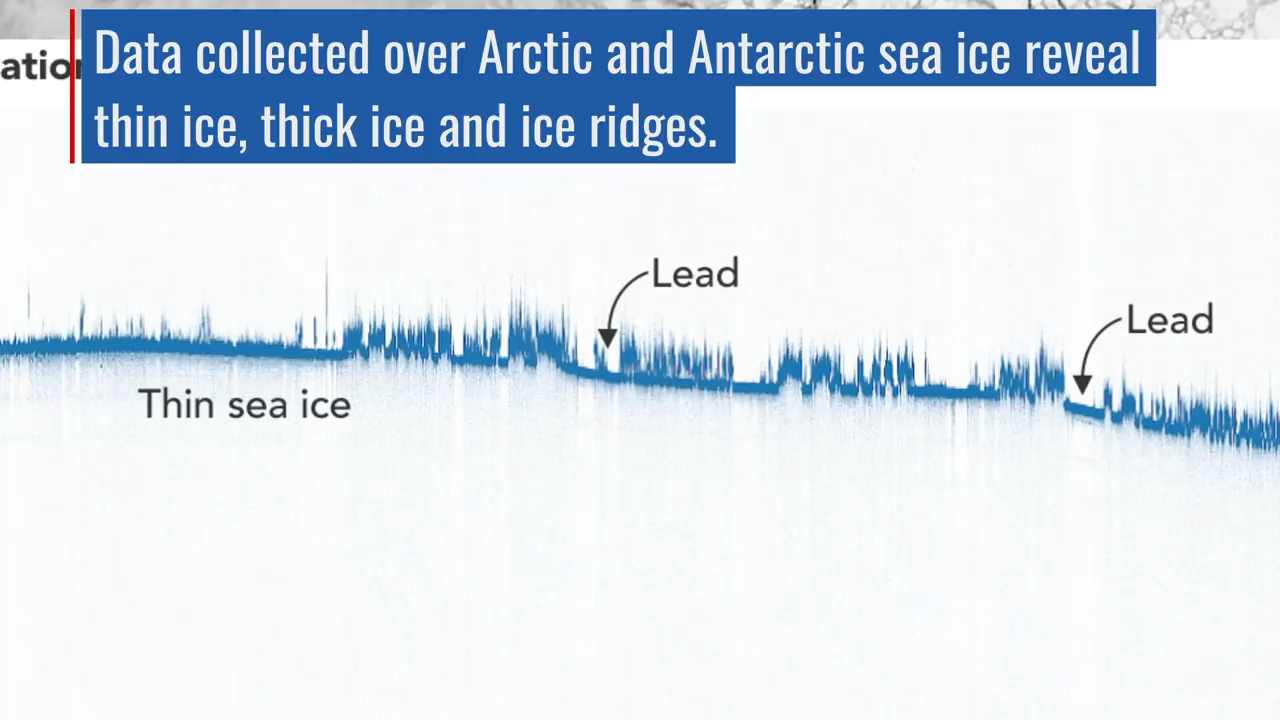 Data collected over Arctic and Antarctic sea ice reveal
thin ice, thick ice and ice ridges.
Lead
Lead
Thin sea ice